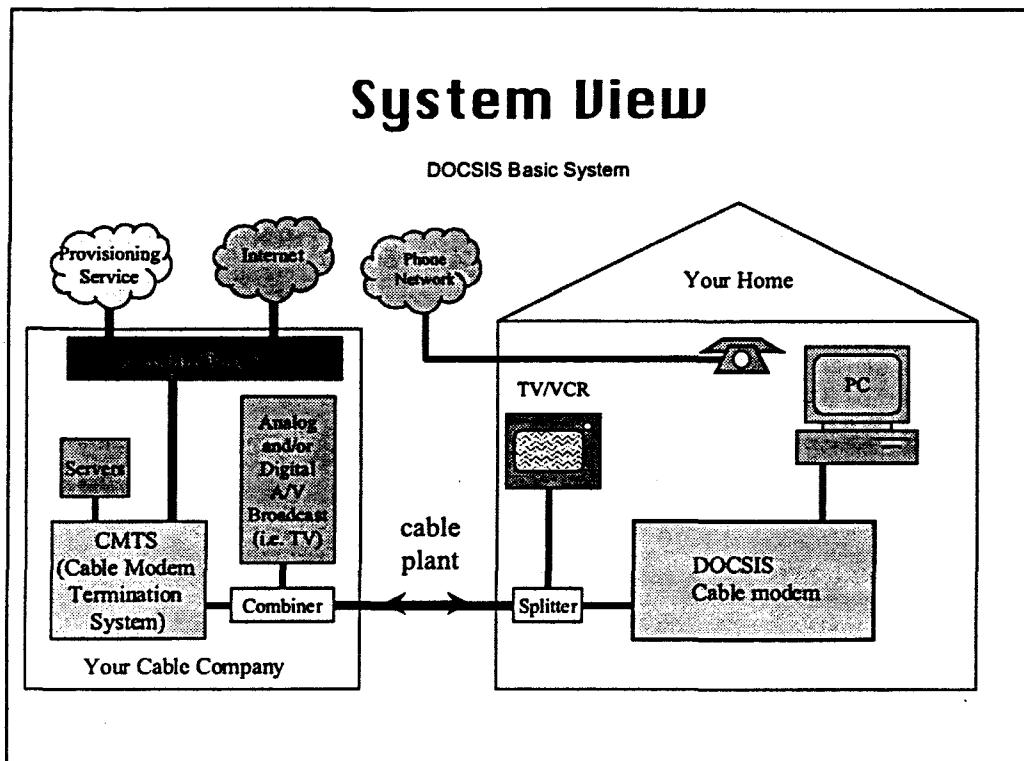 System View
DOCSIS Basic System
Provisioning
Service
Internet
Phone
Network
Your Home
TV/VCR
PC
Servers
Analog
and/or
Digital
A/V
Broadcast
(i.e. TV)
CMTS
(Cable Modem
Termination
System)
Combiner
cable
plant
Splitter
DOCSIS
Cable modem
Your Cable Company